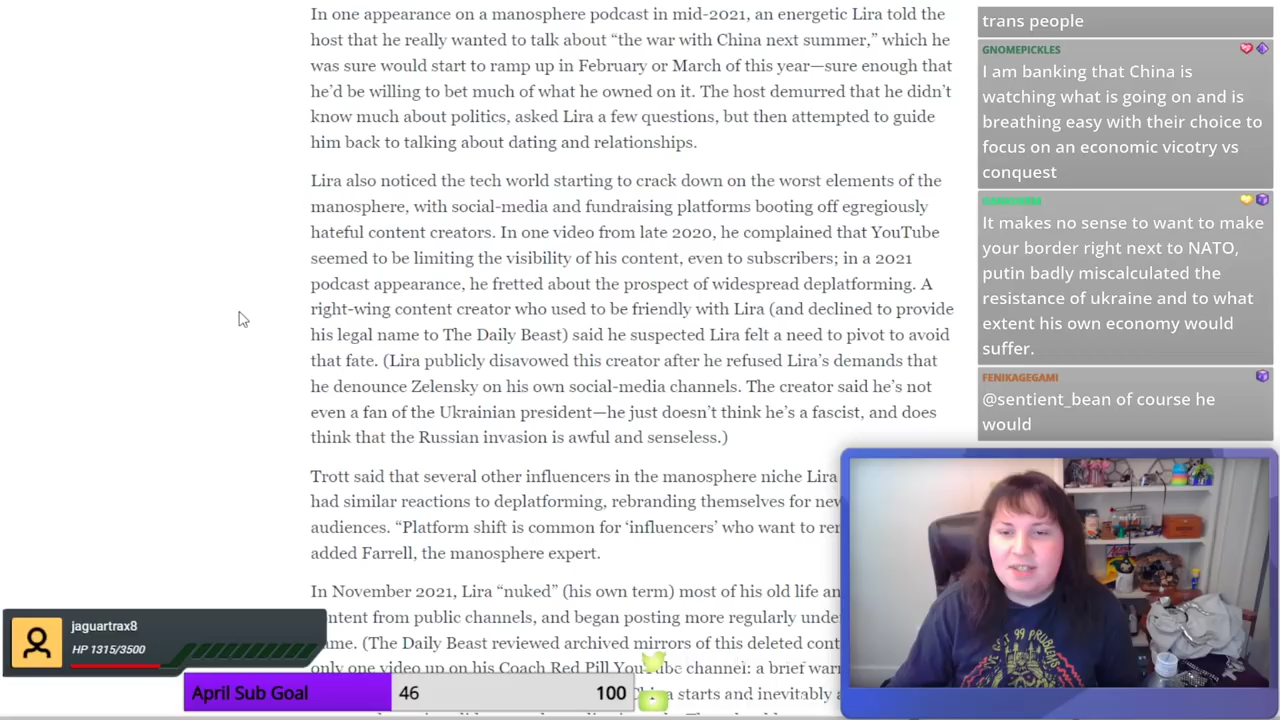 In one appearance on a manosphere podcast in mid-2021, an energetic Lira told the
host that he really wanted to talk about “the war with China next summer,” which he
was sure would start to ramp up in February or March of this year—sure enough that
he’d be willing to bet much of what he owned on it. The host demurred that he didn’t
know much about politics, asked Lira a few questions, but then attempted to guide
him back to talking about dating and relationships.
Lira also noticed the tech world starting to crack down on the worst elements of the
manosphere, with social-media and fundraising platforms booting off egregiously
hateful content creators. In one video from late 2020, he complained that YouTube
seemed to be limiting the visibility of his content, even to subscribers; in a 2021
podcast appearance, he fretted about the prospect of widespread deplatforming. A
right-wing content creator who used to be friendly with Lira (and declined to provide
his legal name to The Daily Beast) said he suspected Lira felt a need to pivot to avoid
that fate. (Lira publicly disavowed this creator after he refused Lira’s demands that
he denounce Zelensky on his own social-media channels. The creator said he’s not
even a fan of the Ukrainian president—he just doesn’t think he’s a fascist, and does
think that the Russian invasion is awful and senseless.)
Trott said that several other influencers in the manosphere niche Lira
had similar reactions to deplatforming, rebranding themselves for new
audiences. “Platform shift is common for ‘influencers’ who want to
added Farrell, the manosphere expert.
In November 2021, Lira “nuked” (his own term) most of his old life
content from public channels, and began posting more regularly
(The Daily Beast reviewed archived mirrors of this deleted
only one video up on his Coach Red Pill YouTube channel: a brief
China starts and inevitably
trans people
GNOMEPICKLES
I am banking that China is
watching what is going on and is
breathing easy with their choice to
focus on an economic vicotry vs
conquest
It makes no sense to want to make
your border right next to NATO,
putin badly miscalculated the
resistance of ukraine and to what
extent his own economy would
suffer.
FENIKAGEGAMI
@sentient_bean of course he
would
jaguartrax8
HP 1315/3500
April Sub Goal 46 100